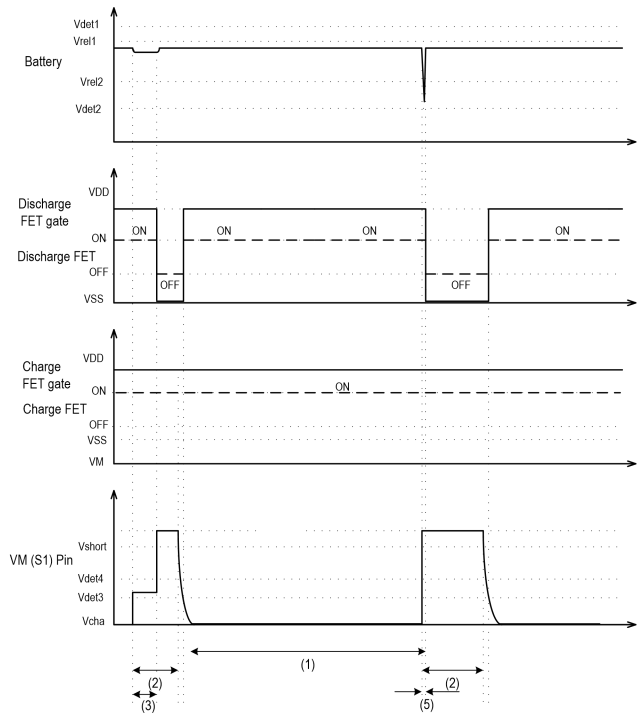 Vdet1
Vrel1
Battery
Vrel2
Vdet2
VDD
Discharge
FET gate
ON ON ON ON
ON
Discharge FET
OFF
OFF OFF
VSS
VDD
Charge
FET gate
ON
ON
Charge FET
OFF
VSS
VM
Vshort
VM (S1) Pin
Vdet4
Vdet3
Vcha
(1)
(2) (2)
(3) (5)